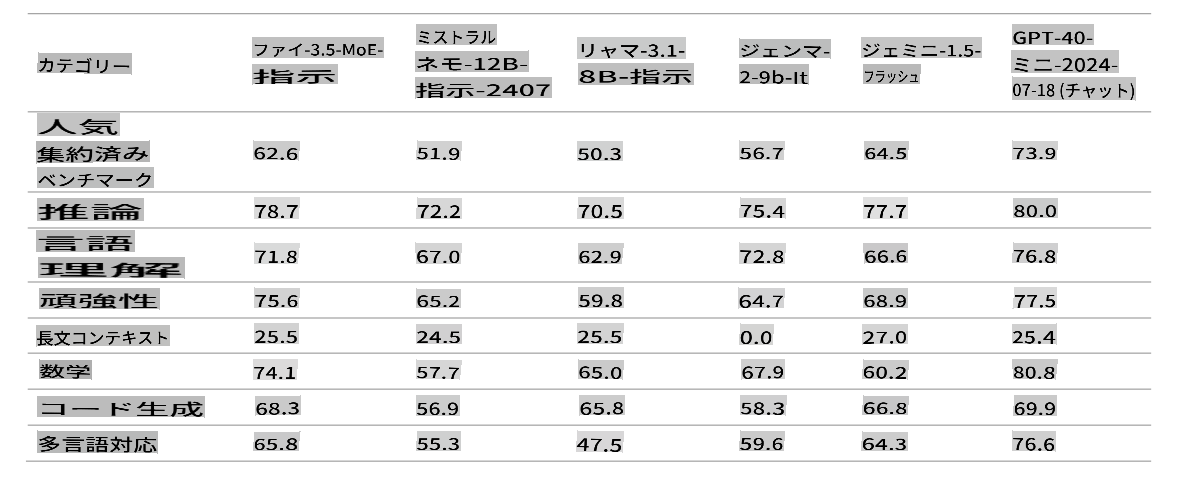 カテゴリー
ファイ-3.5-MoE-
指示
ミストラル
ネモ-12B-
指示-2407
リャマ-3.1-
8B-指示
ジェンマ-
2-9b-It
ジェミニ-1.5-
フラッシュ
GPT-40-
ミニ-2024-
07-18 (チャット)
人気
集約済み
ベンチマーク
62.6 51.9 50.3 56.7 64.5 73.9
推論 78.7 72.2 70.5 75.4 77.7 80.0
言語
理解
71.8 67.0 62.9 72.8 66.6 76.8
頑強性 75.6 65.2 59.8 64.7 68.9 77.5
長文コンテキスト 25.5 24.5 25.5 0.0 27.0 25.4
数学 74.1 57.7 65.0 67.9 60.2 80.8
コード生成 68.3 56.9 65.8 58.3 66.8 69.9
多言語対応 65.8 55.3 47.5 59.6 64.3 76.6